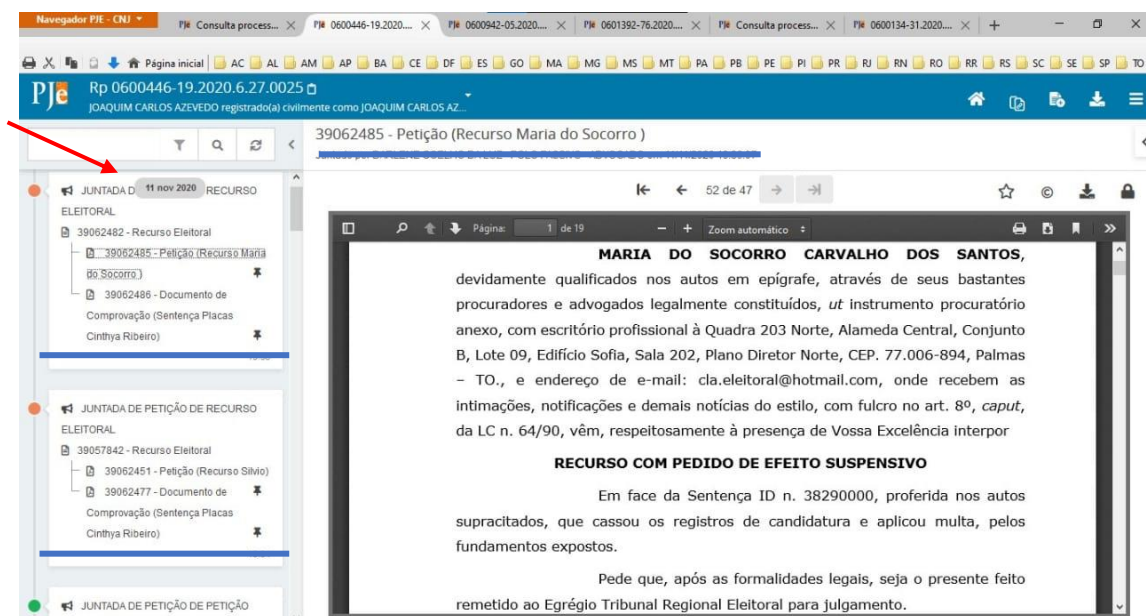 Navegador PJE - CNJ
PJe Consulta process...
PJe 0600446-19.2020....
PJe 0600942-05.2020....
PJe 0601392-76.2020....
PJe Consulta process...
PJe 0600134-31.2020....
Página inicial AC AL AM AP BA CE DF ES GO MA MG MS MT PA PB PE PI PR RJ RN RO RR RS SC SE SP TO
PJe
Rp 0600446-19.2020.6.27.0025
JOAQUIM CARLOS AZEVEDO registrado(a) civilmente como JOAQUIM CARLOS AZ...
39062485 - Petição (Recurso Maria do Socorro )
11 nov 2020
JUNTADA D RECURSO
ELEITORAL
39062482 - Recurso Eleitoral
39062485 - Petição (Recurso Maria
do Socorro )
39062486 - Documento de
Comprovação (Sentença Placas
Cinthya Ribeiro)
JUNTADA DE PETIÇÃO DE RECURSO
ELEITORAL
39057842 - Recurso Eleitoral
39062451 - Petição (Recurso Silvio)
39062477 - Documento de
Comprovação (Sentença Placas
Cinthya Ribeiro)
JUNTADA DE PETIÇÃO DE PETIÇÃO
52 de 47
Página: 1 de 19
Zoom automático
MARIA DO SOCORRO CARVALHO DOS SANTOS,
devidamente qualificados nos autos em epígrafe, através de seus bastantes
procuradores e advogados legalmente constituídos, ut instrumento procuratório
anexo, com escritório profissional à Quadra 203 Norte, Alameda Central, Conjunto
B, Lote 09, Edifício Sofia, Sala 202, Plano Diretor Norte, CEP. 77.006-894, Palmas
– TO., e endereço de e-mail: cla.eleitoral@hotmail.com, onde recebem as
intimações, notificações e demais notícias do estilo, com fulcro no art. 8º, caput,
da LC n. 64/90, vêm, respeitosamente à presença de Vossa Excelência interpor
RECURSO COM PEDIDO DE EFEITO SUSPENSIVO
Em face da Sentença ID n. 38290000, proferida nos autos
supracitados, que cassou os registros de candidatura e aplicou multa, pelos
fundamentos expostos.
Pede que, após as formalidades legais, seja o presente feito
remetido ao Egrégio Tribunal Regional Eleitoral para julgamento.